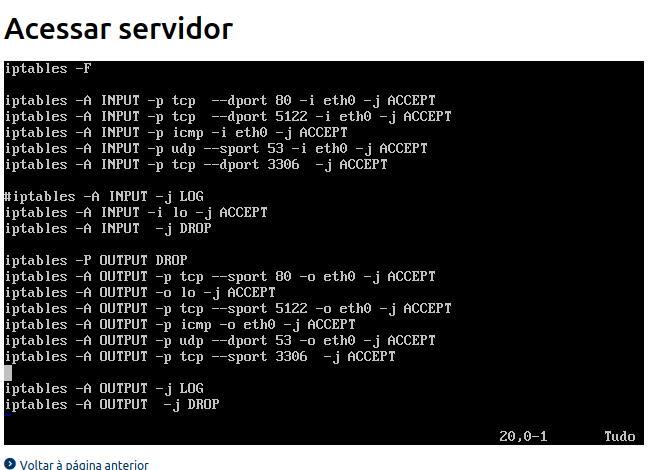 Acessar servidor
iptables -F
iptables -A INPUT -p tcp  --dport 80 -i eth0 -j ACCEPT
iptables -A INPUT -p tcp  --dport 5122 -i eth0 -j ACCEPT
iptables -A INPUT -p icmp -i eth0 -j ACCEPT
iptables -A INPUT -p udp --sport 53 -i eth0 -j ACCEPT
iptables -A INPUT -p tcp --dport 3306  -j ACCEPT
#iptables -A INPUT -j LOG
iptables -A INPUT -i lo -j ACCEPT
iptables -A INPUT  -j DROP
iptables -P OUTPUT DROP
iptables -A OUTPUT -p tcp --sport 80 -o eth0 -j ACCEPT
iptables -A OUTPUT -o lo -j ACCEPT
iptables -A OUTPUT -p tcp --sport 5122 -o eth0 -j ACCEPT
iptables -A OUTPUT -p icmp -o eth0 -j ACCEPT
iptables -A OUTPUT -p udp --dport 53 -o eth0 -j ACCEPT
iptables -A OUTPUT -p tcp --sport 3306  -j ACCEPT
iptables -A OUTPUT -j LOG
iptables -A OUTPUT  -j DROP
20,0-1 Tudo
Voltar à página anterior